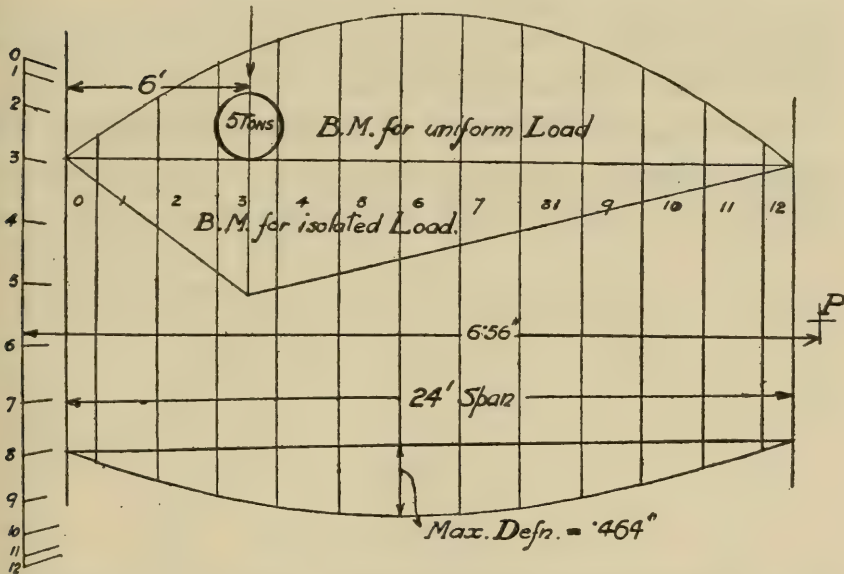 0
1
2
3
4
5
6
7
8
9
10
11
12
6'
5 Tons
B.M. for uniform Load
0 1 2 3 4 5 6 7 81 9 10 11 12
B.M. for isolated Load.
P
6·56"
24' Span
Max. Defn. = ·464"